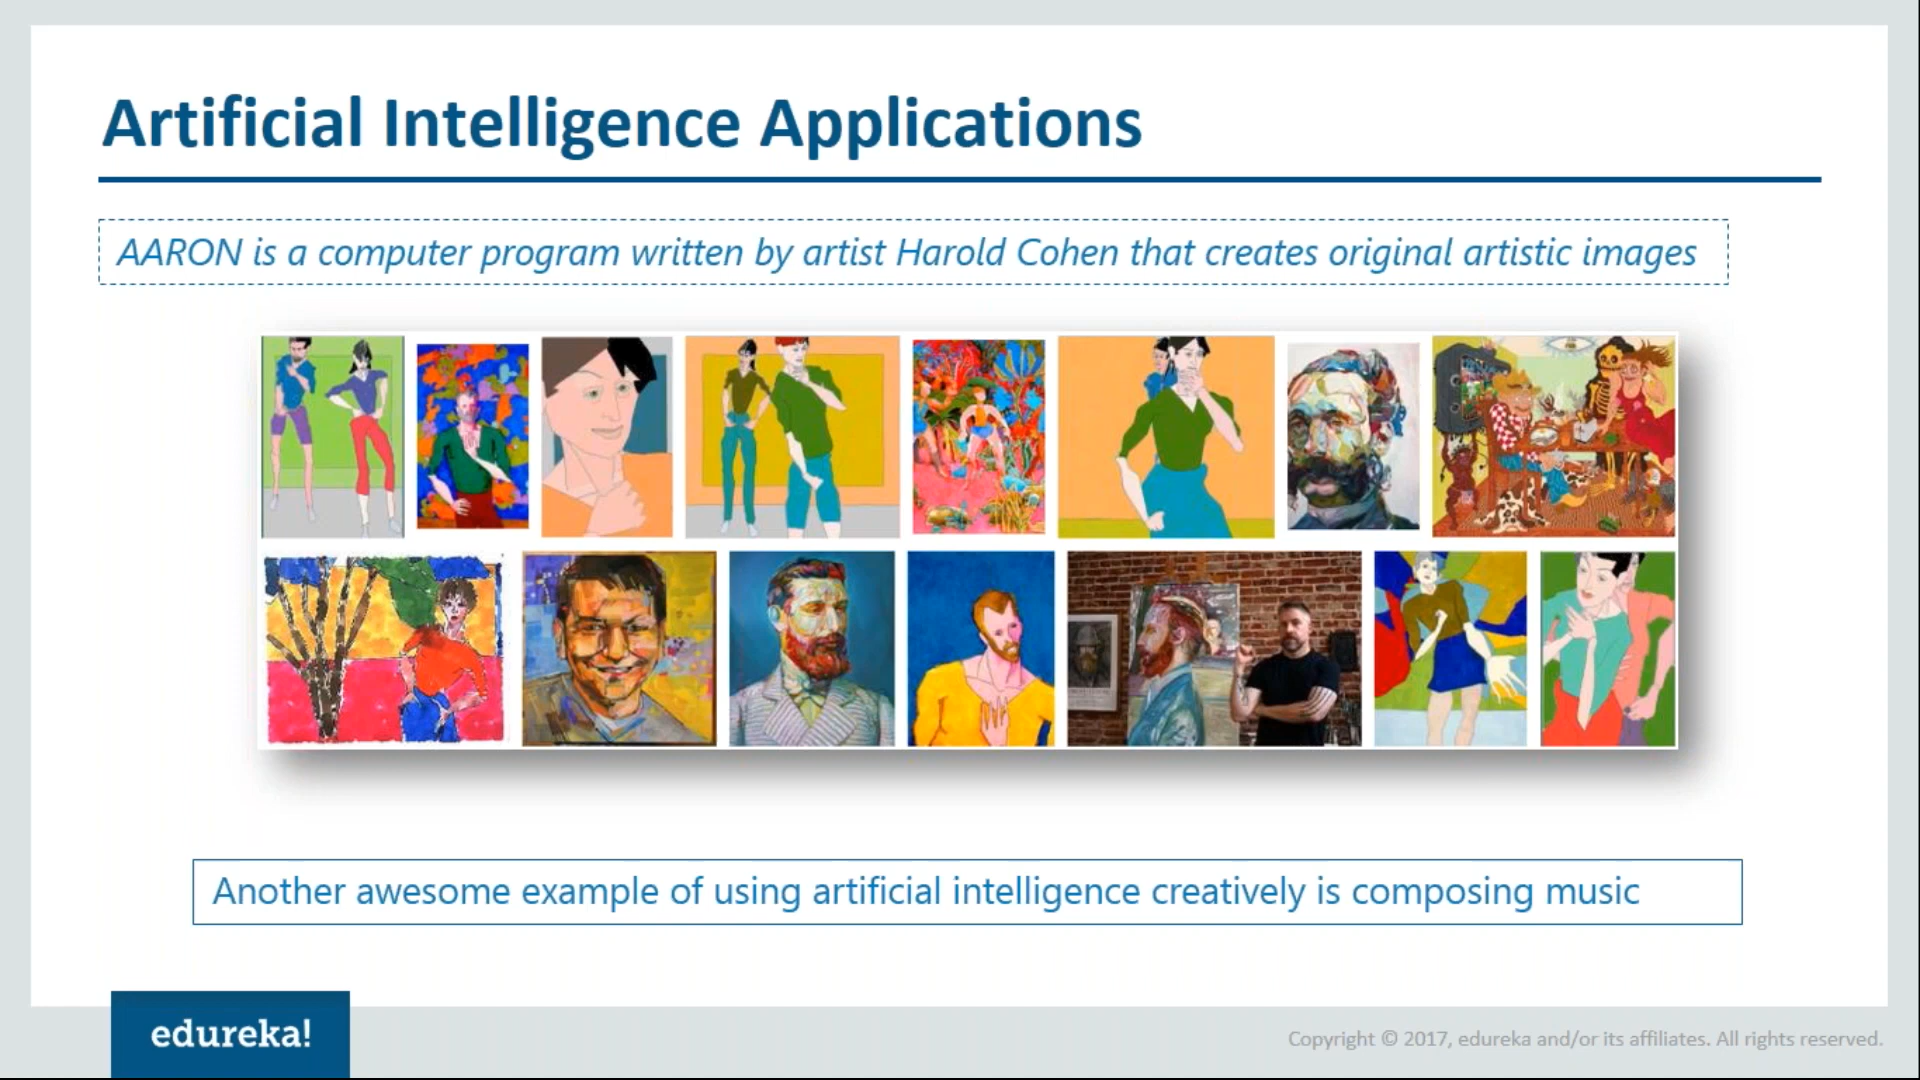 Artificial Intelligence Applications
AARON is a computer program written by artist Harold Cohen that creates original artistic images
Another awesome example of using artificial intelligence creatively is composing music
edureka!
Copyright © 2017, edureka and/or its affiliates. All rights reserved.